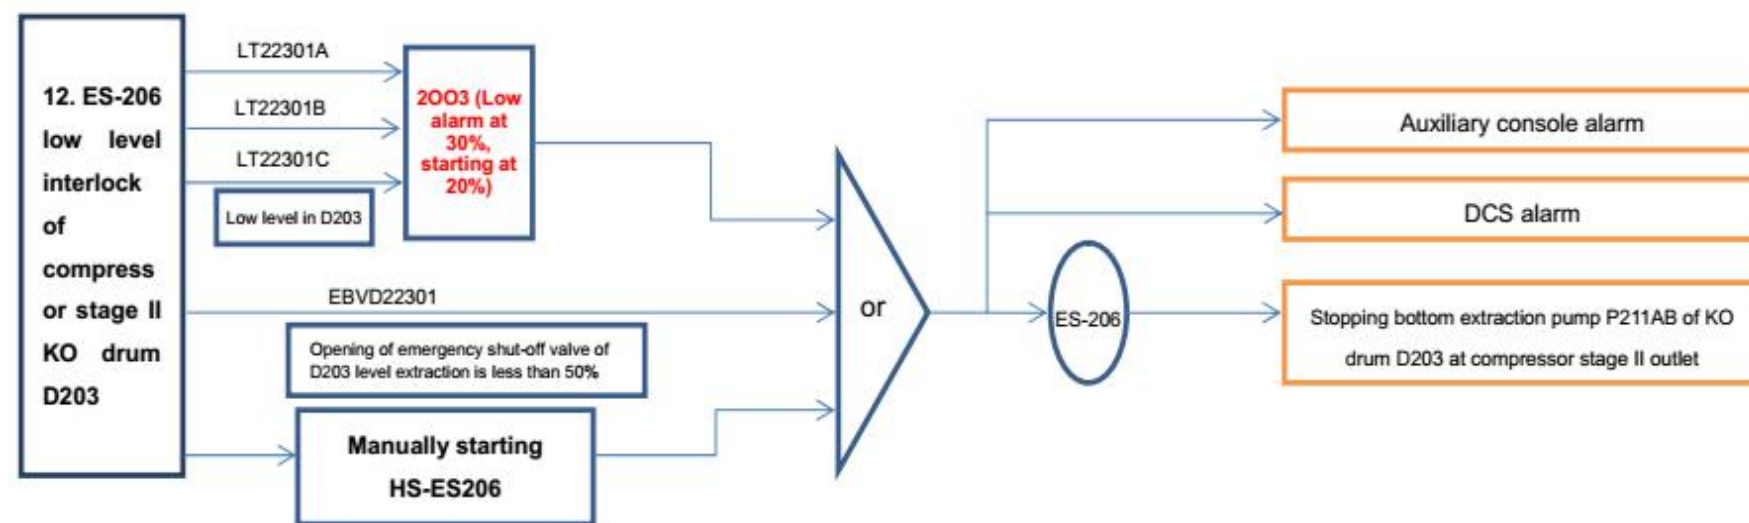 12. ES-206
low level
interlock
of
compress
or stage II
KO drum
D203
LT22301A
LT22301B
LT22301C
Low level in D203
2OO3 (Low
alarm at
30%,
starting at
20%)
EBVD22301
Opening of emergency shut-off valve of
D203 level extraction is less than 50%
Manually starting
HS-ES206
or
ES-206
Auxiliary console alarm
DCS alarm
Stopping bottom extraction pump P211AB of KO
drum D203 at compressor stage II outlet